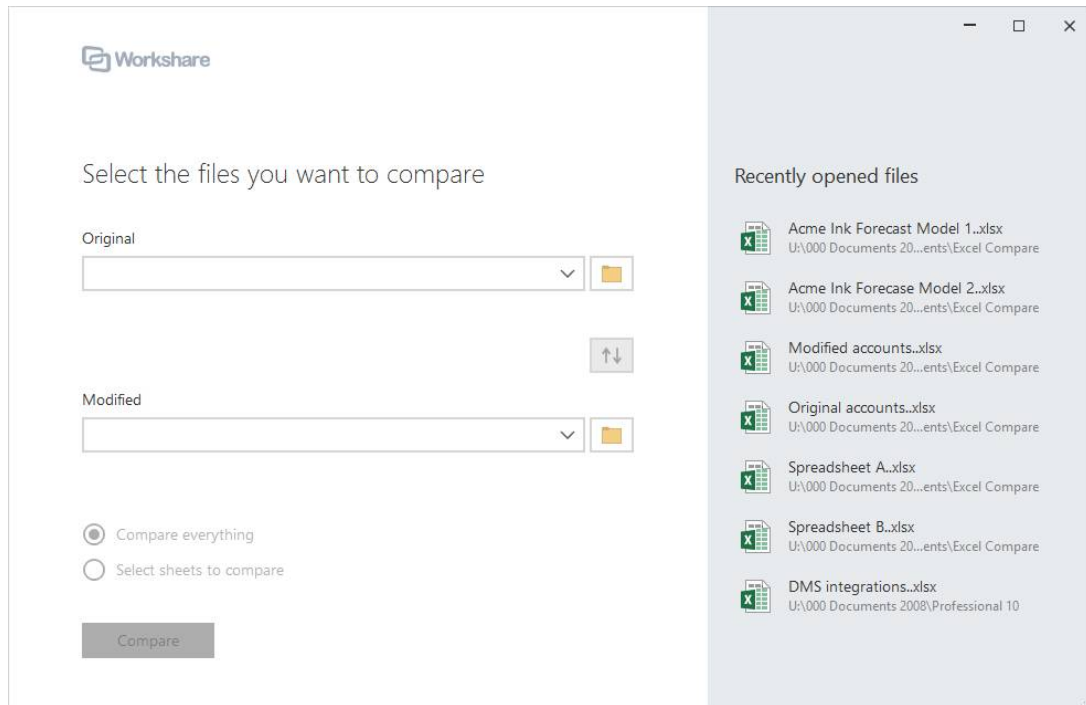 Workshare
Select the files you want to compare
Original
Modified
Compare everything
Select sheets to compare
Compare
Recently opened files
Acme Ink Forecast Model 1..xlsx
U:\000 Documents 20...ents\Excel Compare
Acme Ink Forecase Model 2..xlsx
U:\000 Documents 20...ents\Excel Compare
Modified accounts..xlsx
U:\000 Documents 20...ents\Excel Compare
Original accounts..xlsx
U:\000 Documents 20...ents\Excel Compare
Spreadsheet A..xlsx
U:\000 Documents 20...ents\Excel Compare
Spreadsheet B..xlsx
U:\000 Documents 20...ents\Excel Compare
DMS integrations..xlsx
U:\000 Documents 2008\Professional 10